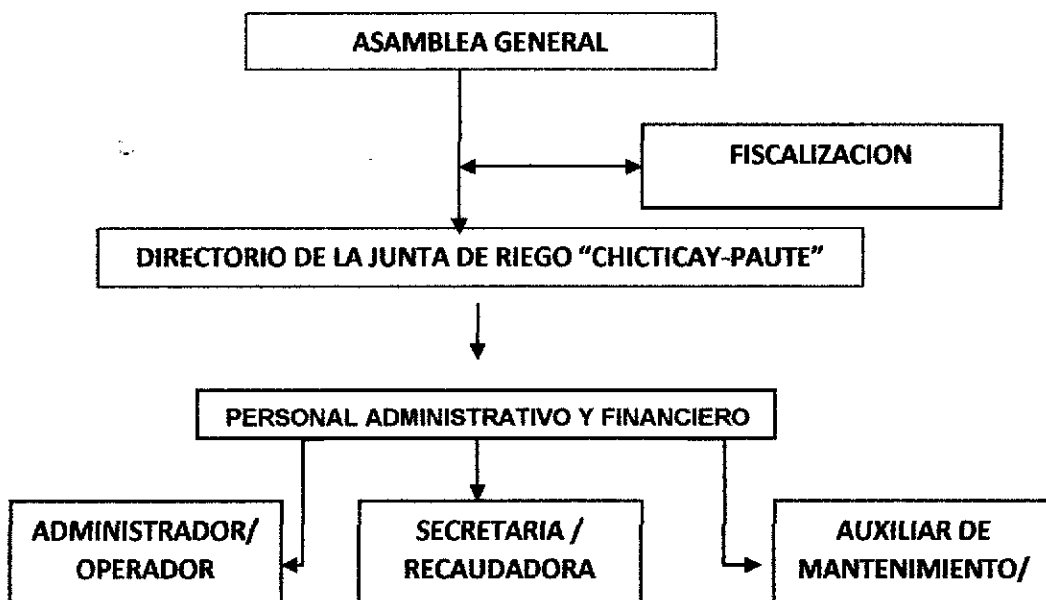 ASAMBLEA GENERAL
FISCALIZACION
DIRECTORIO DE LA JUNTA DE RIEGO “CHICTICAY-PAUTE”
PERSONAL ADMINISTRATIVO Y FINANCIERO
ADMINISTRADOR/
OPERADOR
SECRETARIA /
RECAUDADORA
AUXILIAR DE
MANTENIMIENTO/